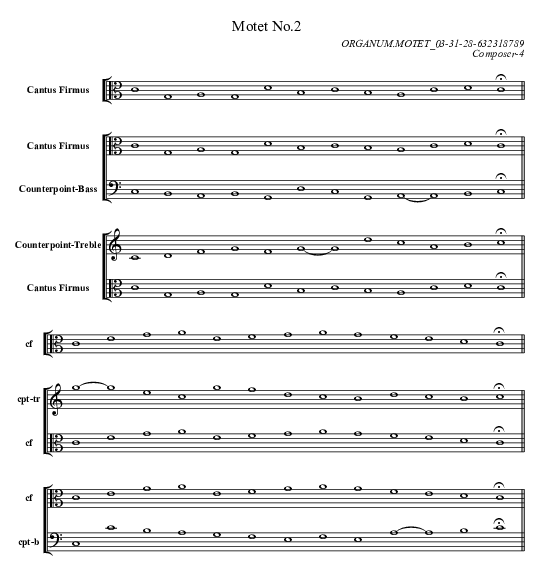 Motet No.2
ORGANUM.MOTET_03-31-28-632318789
Composer-4
Cantus Firmus
Cantus Firmus
Counterpoint-Bass
Counterpoint-Treble
Cantus Firmus
cf
cpt-tr
cf
cf
cpt-b